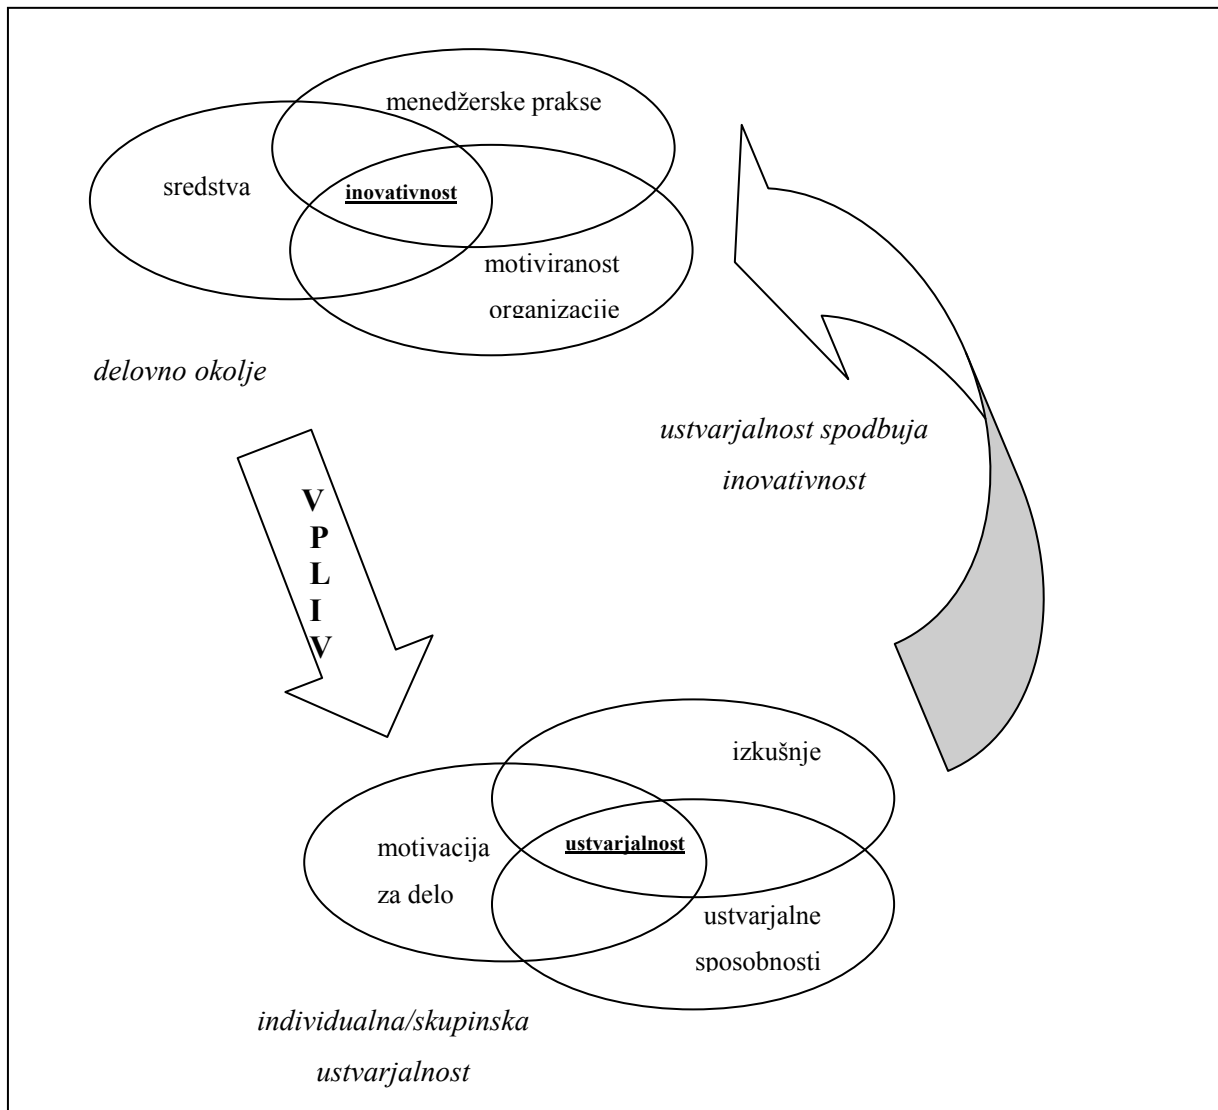 menedžerske prakse
sredstva
inovativnost
motiviranost
organizacije
delovno okolje
ustvarjalnost spodbuja
inovativnost
V
P
L
I
V
izkušnje
motivacija
za delo
ustvarjalnost
ustvarjalne
sposobnosti
individualna/skupinska
ustvarjalnost